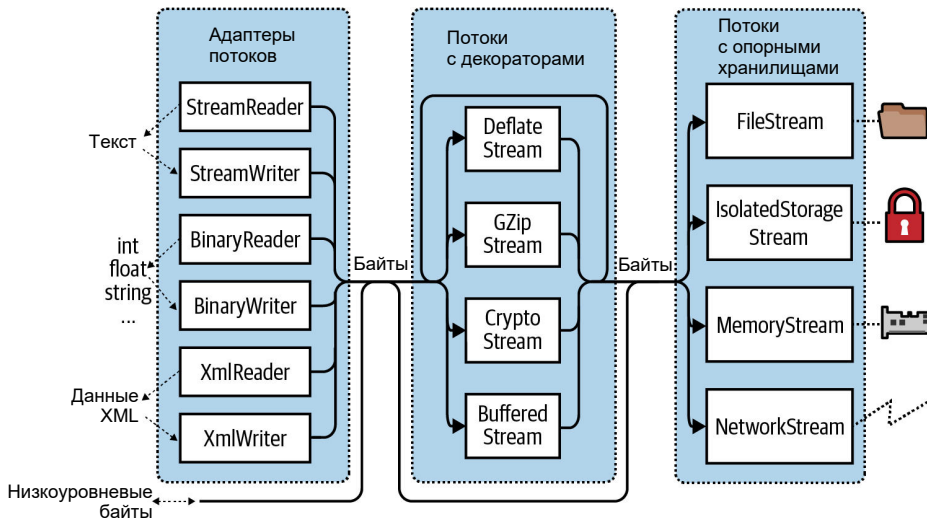 Адаптеры
потоков
StreamReader
StreamWriter
BinaryReader
BinaryWriter
XmlReader
XmlWriter
Текст
int
float
string
...
Данные
XML
Низкоуровневые
байты
Байты
Потоки
с декораторами
Deflate
Stream
GZip
Stream
Crypto
Stream
Buffered
Stream
Байты
Потоки
с опорными
хранилищами
FileStream
IsolatedStorage
Stream
MemoryStream
NetworkStream